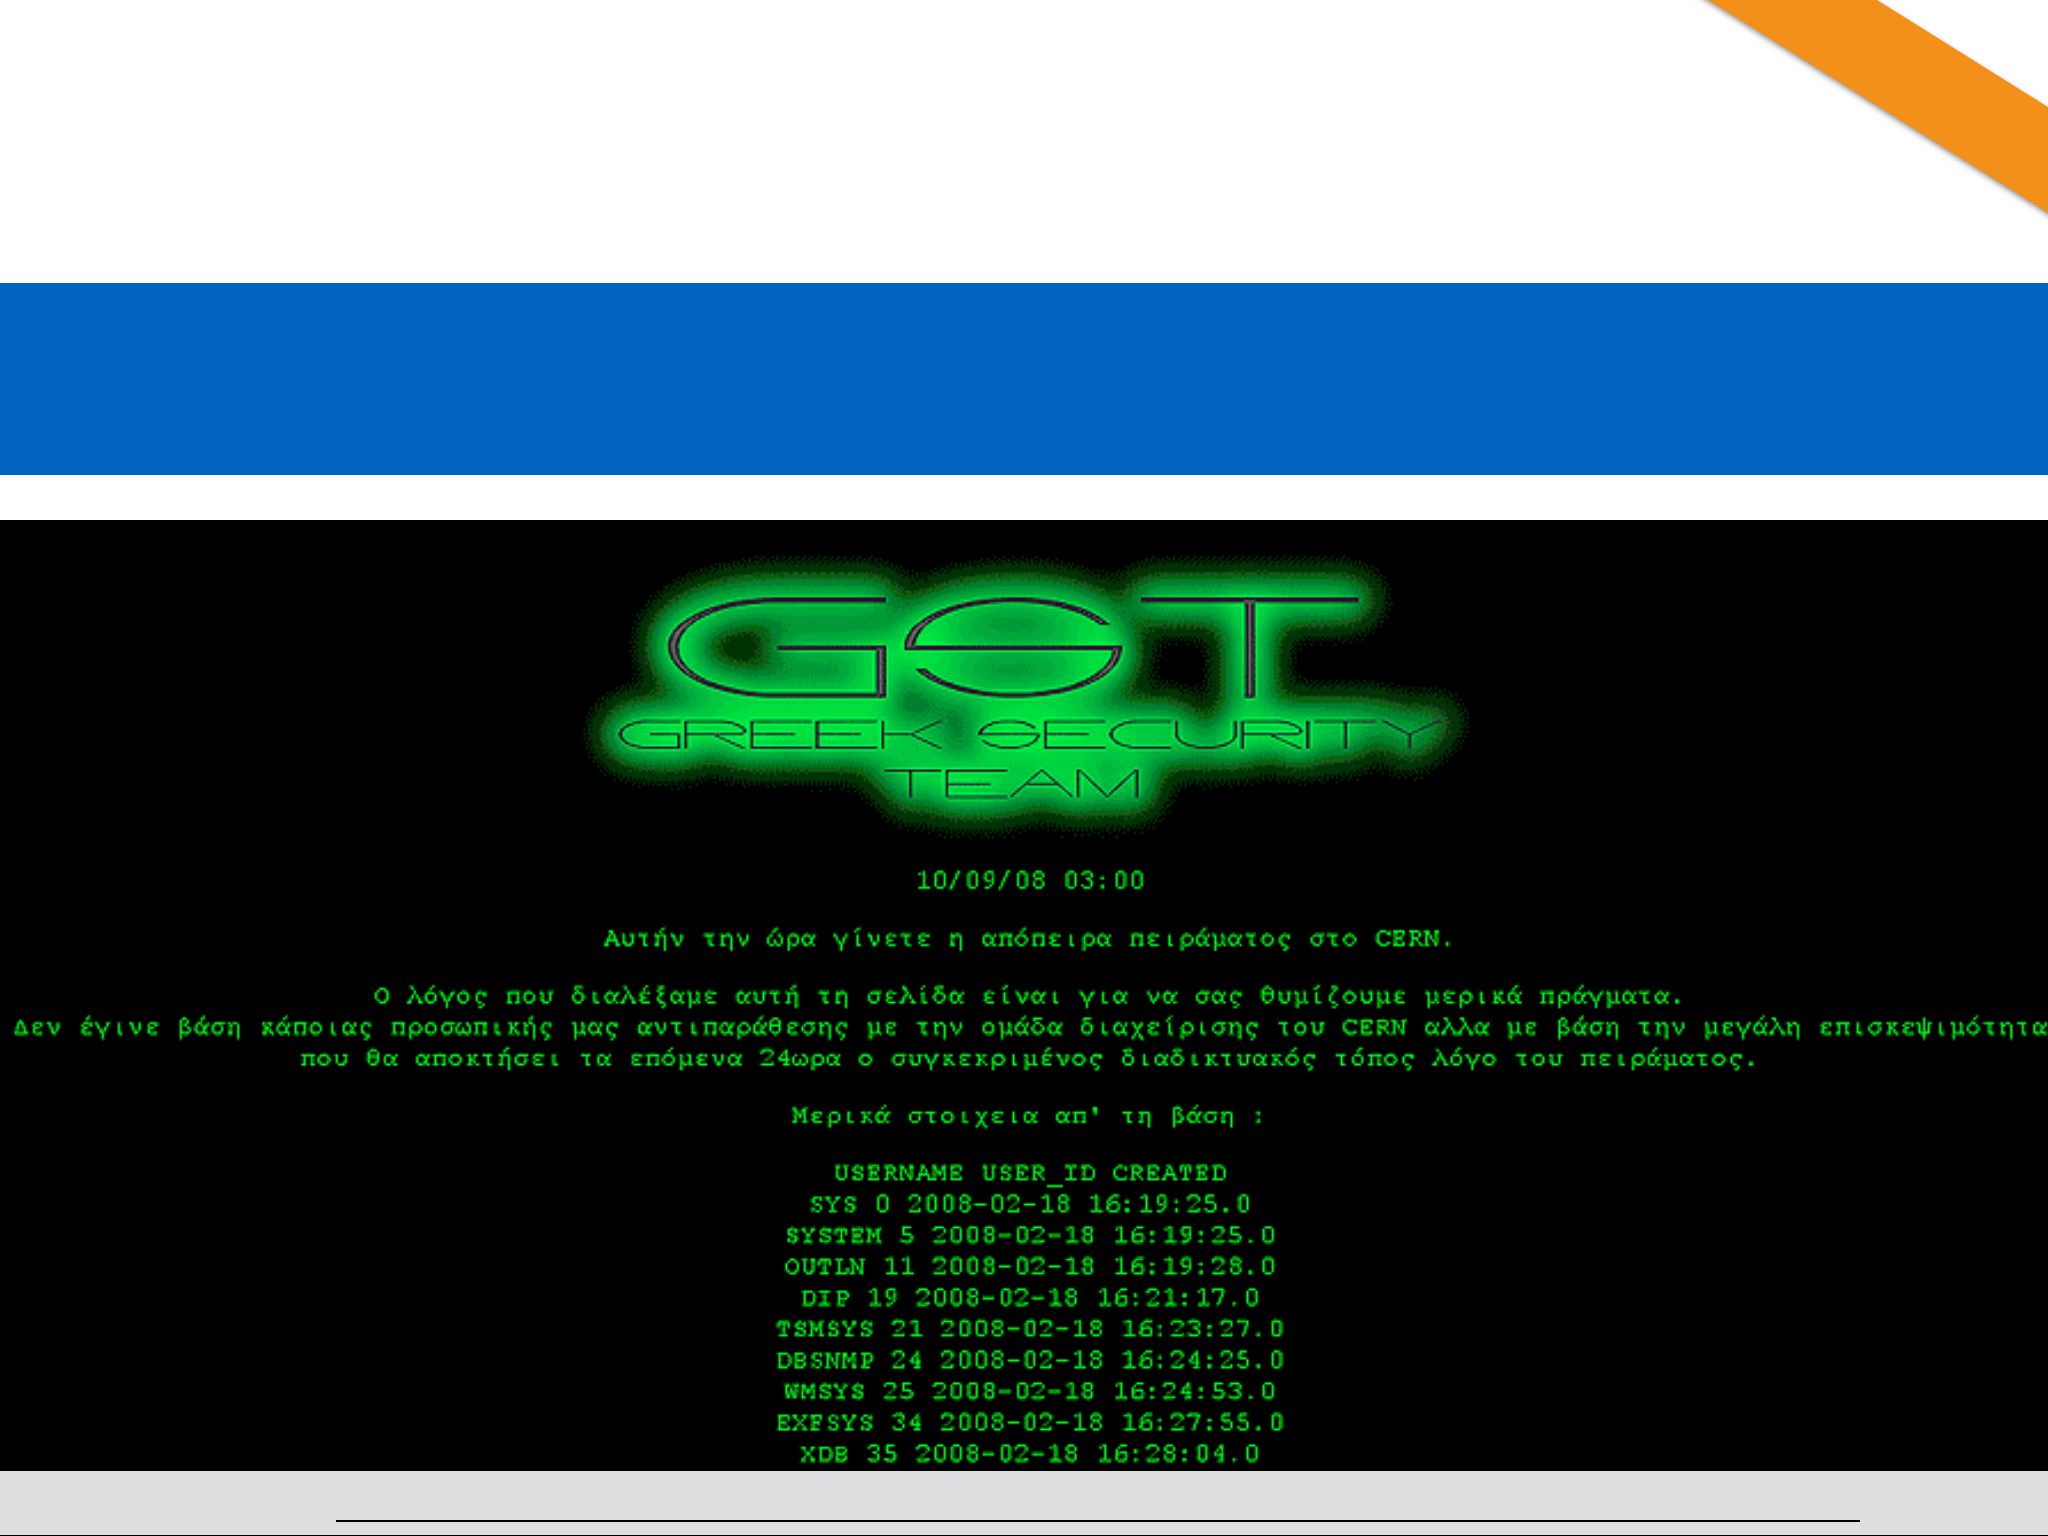 GST
GREEK SECURITY
TEAM
10/09/08 03:00
Αυτήν την ώρα γίνετε η απόπειρα πειράματος στο CERN.
Ο λόγος που διαλέξαμε αυτή τη σελίδα είναι για να σας θυμίζουμε μερικά πράγματα.
Δεν έγινε βάση κάποιας προσωπικής μας αντιπαράθεσης με την ομάδα διαχείρισης του CERN αλλα με βάση την μεγάλη επισκεψιμότητα
που θα αποκτήσει τα επόμενα 24ωρα ο συγκεκριμένος διαδικτυακός τόπος λόγο του πειράματος.
Μερικά στοιχεια απ' τη βάση :
USERNAME USER_ID CREATED
SYS 0 2008-02-18 16:19:25.0
SYSTEM 5 2008-02-18 16:19:25.0
OUTLN 11 2008-02-18 16:19:28.0
DIP 19 2008-02-18 16:21:17.0
TSMSYS 21 2008-02-18 16:23:27.0
DBSNMP 24 2008-02-18 16:24:25.0
WMSYS 25 2008-02-18 16:24:53.0
EXFSYS 34 2008-02-18 16:27:55.0
XDB 35 2008-02-18 16:28:04.0